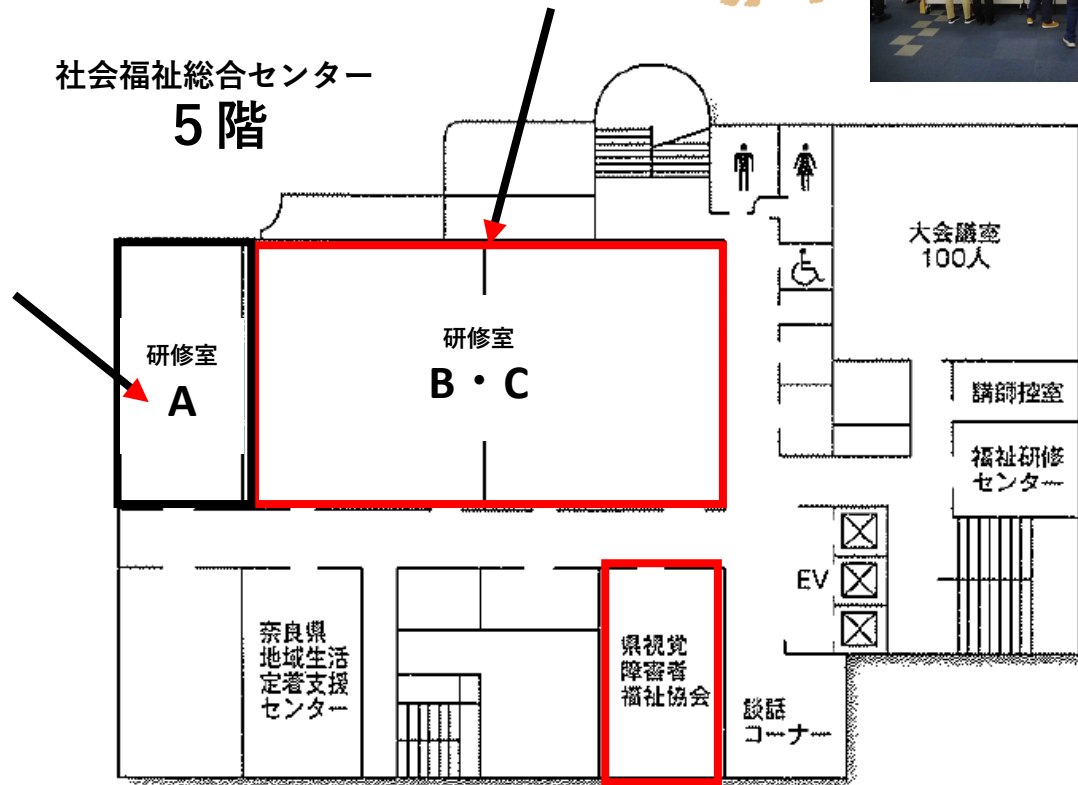 社会福祉総合センター
5階
大会議室
100人
研修室
A
研修室
B・C
講師控室
福祉研修
センター
EV
奈良県
地域生活
定着支援
センター
県視覚
障害者
福祉協会
談話
コーナー